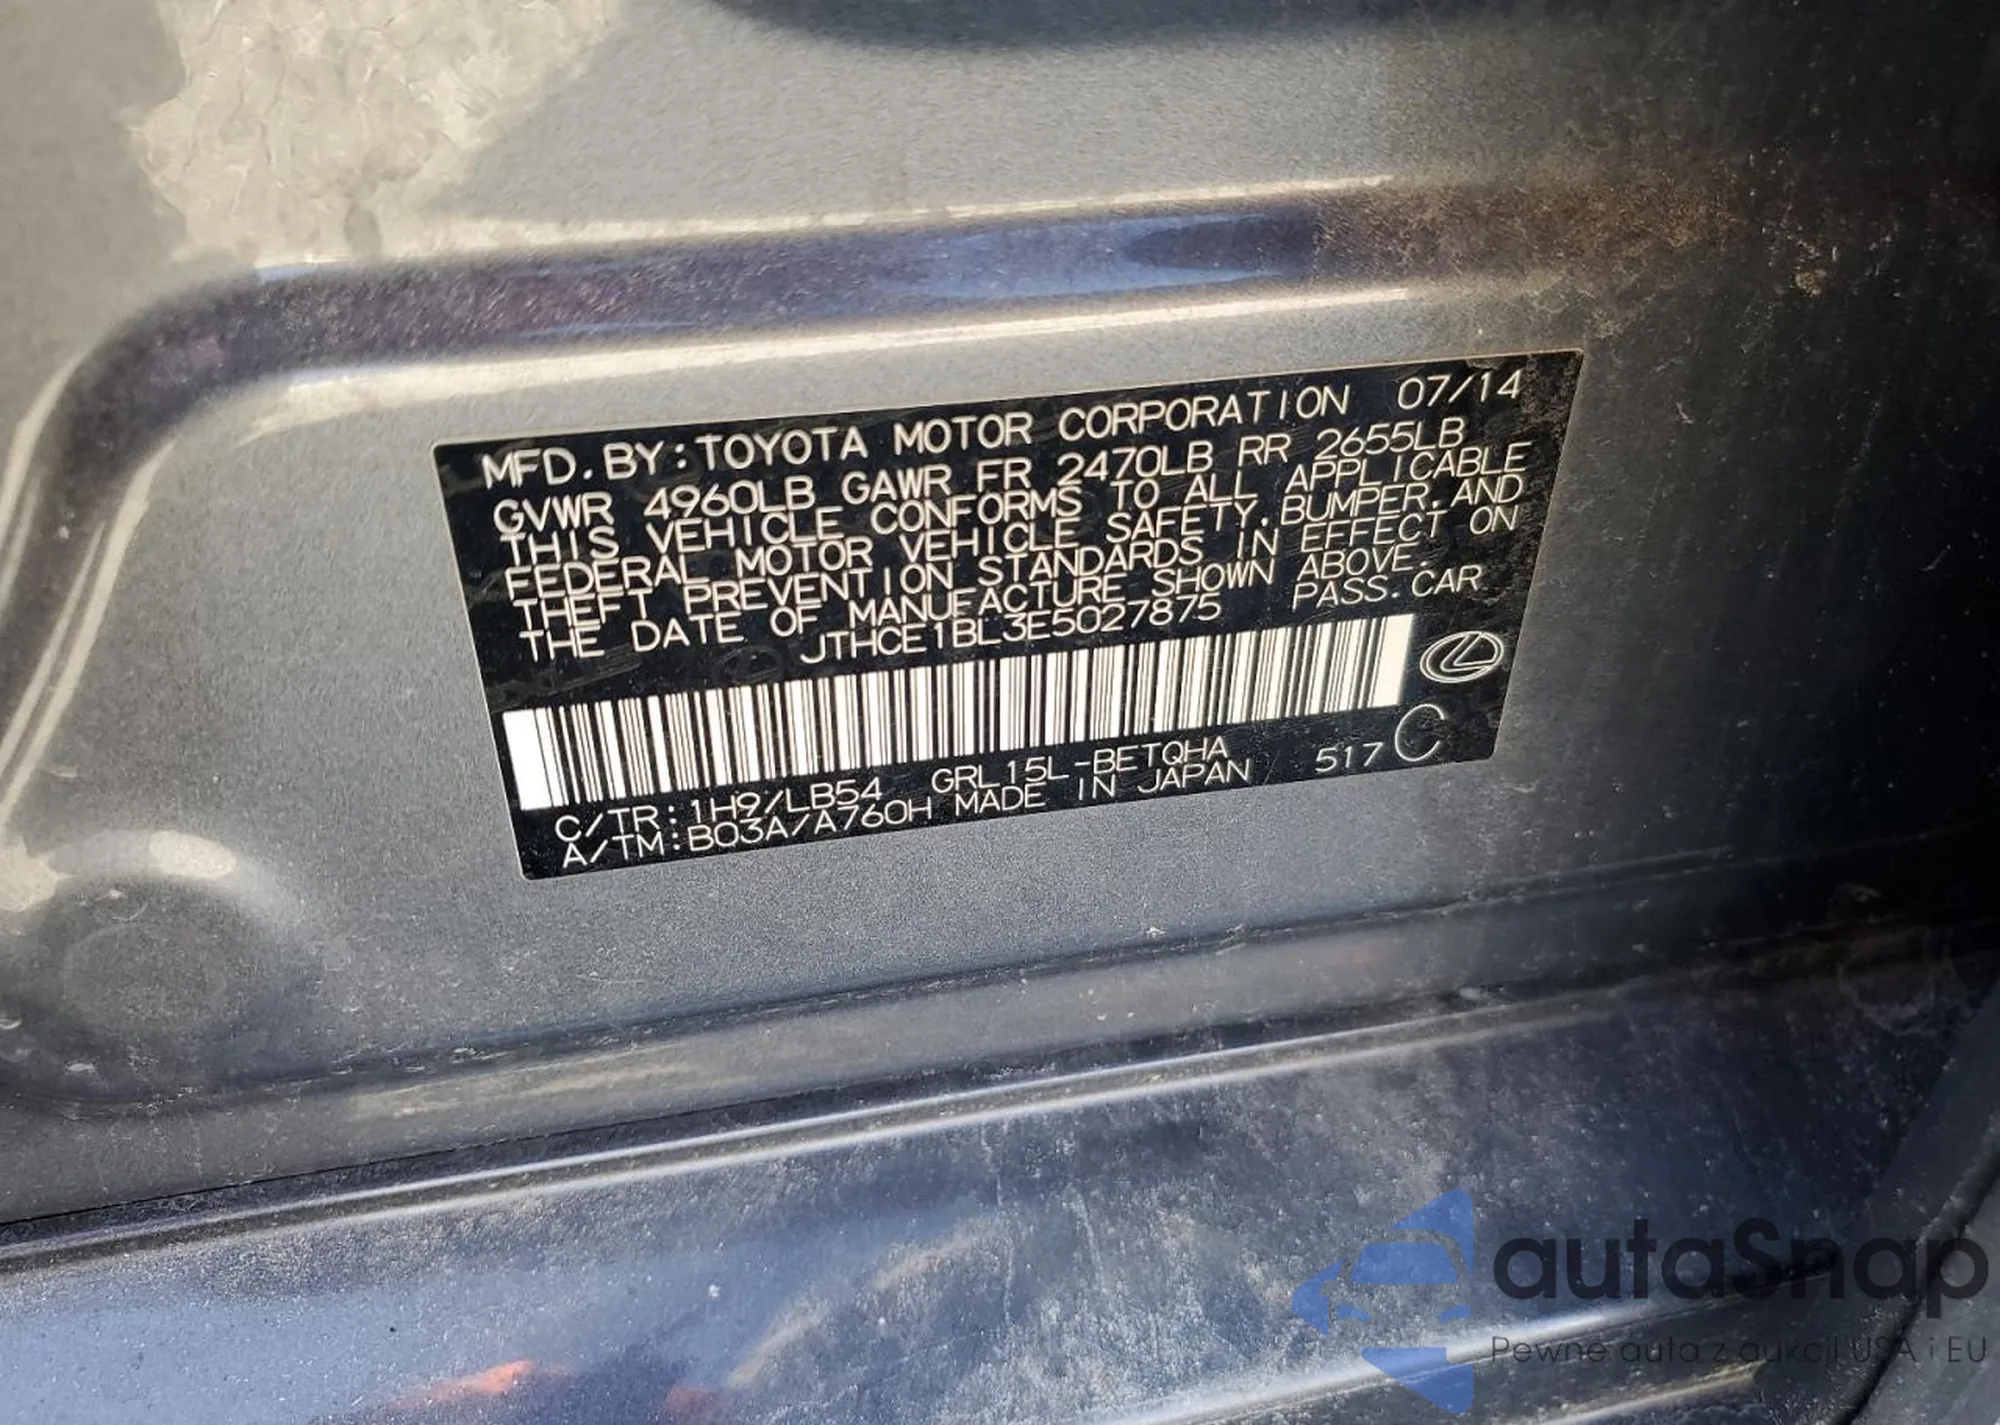 MFD. BY: TOYOTA MOTOR CORPORATION 07/14
GVWR 4960LB GAWR FR 2470LB RR 2655LB
THIS VEHICLE CONFORMS TO ALL APPLICABLE
FEDERAL MOTOR VEHICLE SAFETY, BUMPER, AND
THEFT PREVENTION STANDARDS IN EFFECT ON
THE DATE OF MANUFACTURE SHOWN ABOVE.
JTHCE1BL3E5027875 PASS. CAR
C/TR: 1H9/LB54 GRL15L-BETQHA 517 C
A/TM: B03A/A760H MADE IN JAPAN
autaSnap
Pewne auta z aukcji USA i EU